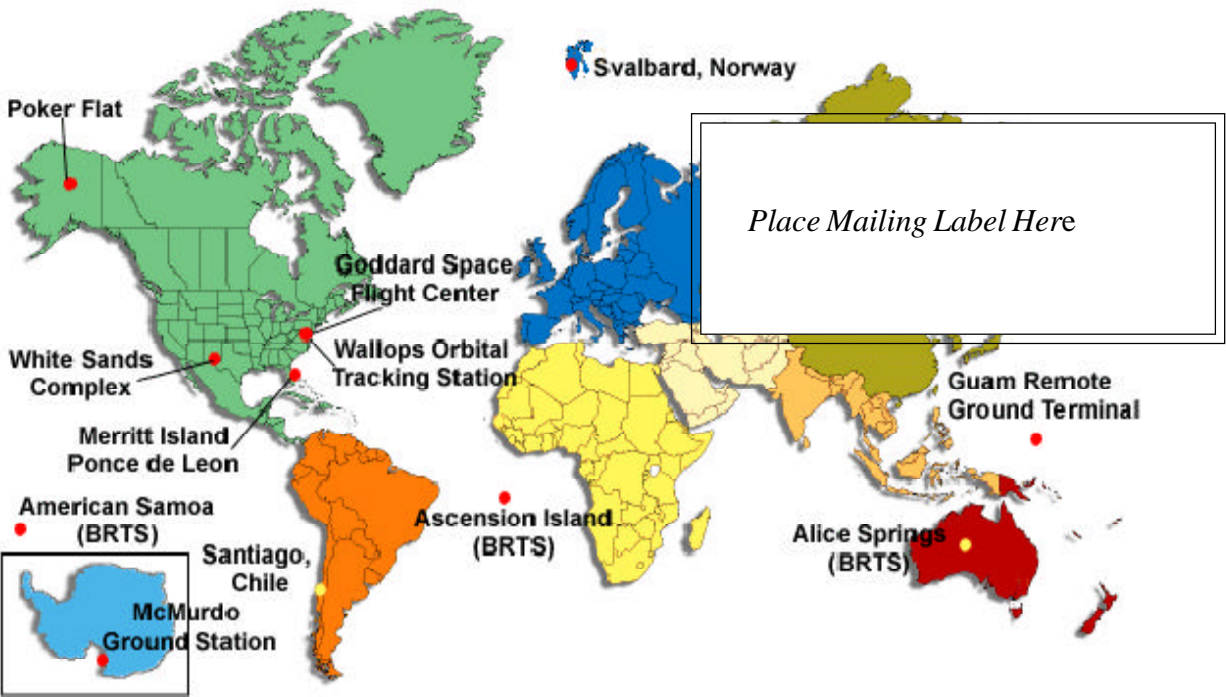 Svalbard, Norway
Poker Flat
Place Mailing Label Here
Goddard Space
Flight Center
White Sands
Complex
Wallops Orbital
Tracking Station
Guam Remote
Ground Terminal
Merritt Island
Ponce de Leon
American Samoa
(BRTS)
Ascension Island
(BRTS)
Alice Springs
(BRTS)
Santiago,
Chile
McMurdo
Ground Station